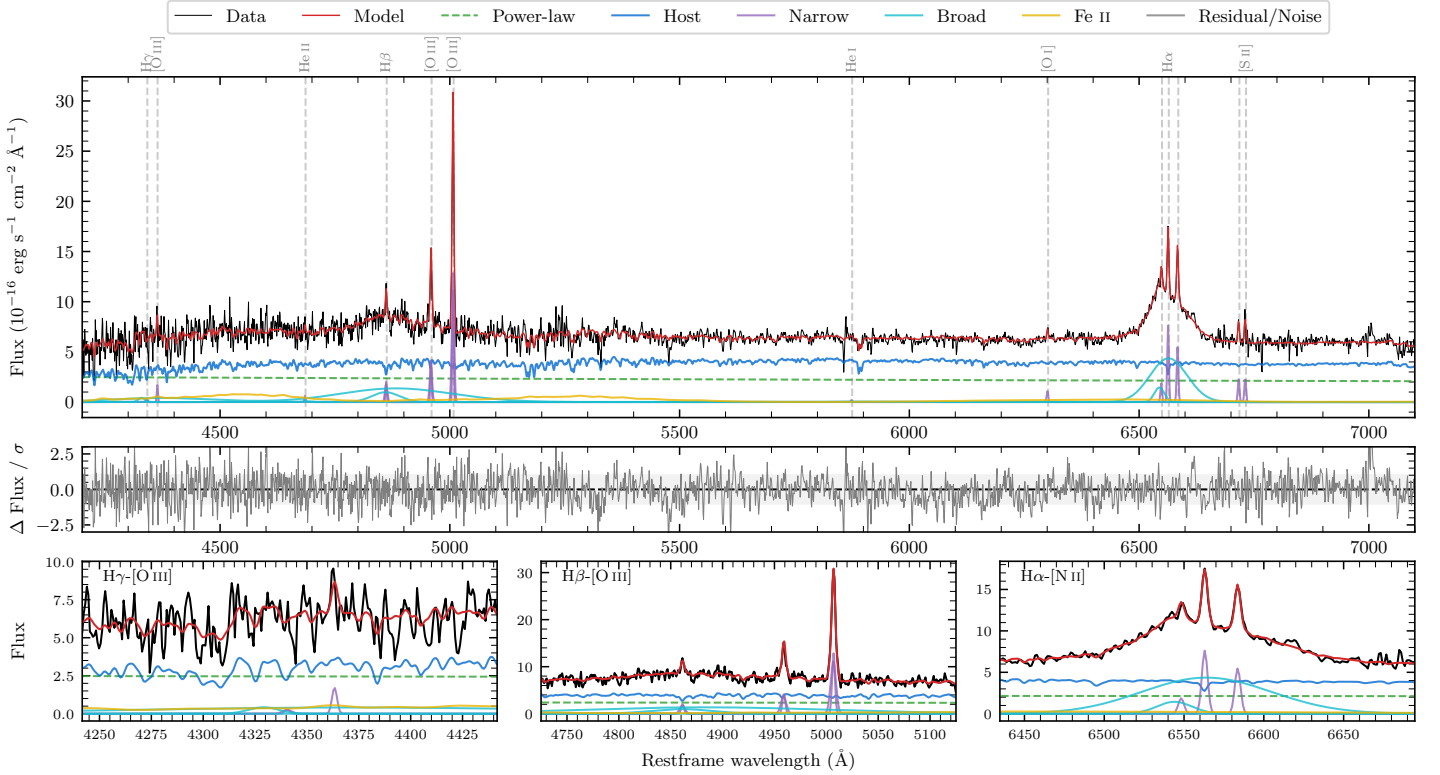 Data Model Power-law Host Narrow Broad Fe II Residual/Noise
Hγ [O III] He II Hβ [O III] [O III] He I [O I] Hα [S II]
Flux (10⁻¹⁶ erg s⁻¹ cm⁻² Å⁻¹)
30
25
20
15
10
5
0
4500 5000 5500 6000 6500 7000
Δ Flux / σ
2.5
0.0
−2.5
4500 5000 5500 6000 6500 7000
Flux
Hγ-[O III]
10.0
7.5
5.0
2.5
0.0
4250 4275 4300 4325 4350 4375 4400 4425
Hβ-[O III]
30
20
10
0
4750 4800 4850 4900 4950 5000 5050 5100
Hα-[N II]
15
10
5
0
6450 6500 6550 6600 6650
Restframe wavelength (Å)